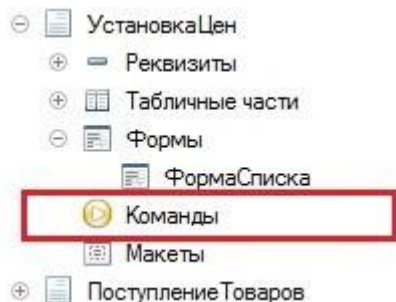 УстановкаЦен
Реквизиты
Табличные части
Формы
ФормаСписка
Команды
Макеты
ПоступлениеТоваров